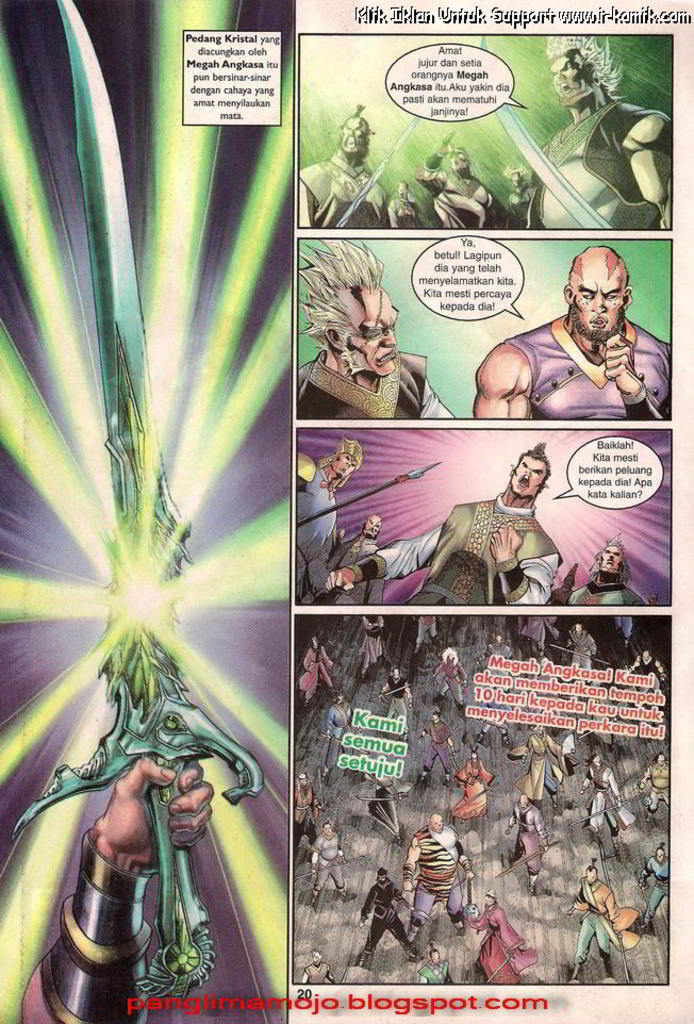 Klik Iklan Untuk Support www.ir-komik.com
Pedang Kristal yang
diacungkan oleh
Megah Angkasa itu
pun bersinar-sinar
dengan cahaya yang
amat menyilaukan
mata.
Amat
jujur dan setia
orangnya Megah
Angkasa itu.Aku yakin dia
pasti akan mematuhi
janjinya!
Ya,
betul! Lagipun
dia yang telah
menyelamatkan kita.
Kita mesti percaya
kepada dia!
Baiklah!
Kita mesti
berikan peluang
kepada dia! Apa
kata kalian?
Kami
semua
setuju!
Megah Angkasa! Kami
akan memberikan tempoh
10 hari kepada kau untuk
menyelesaikan perkara itu!
20
panglimamojo.blogspot.com